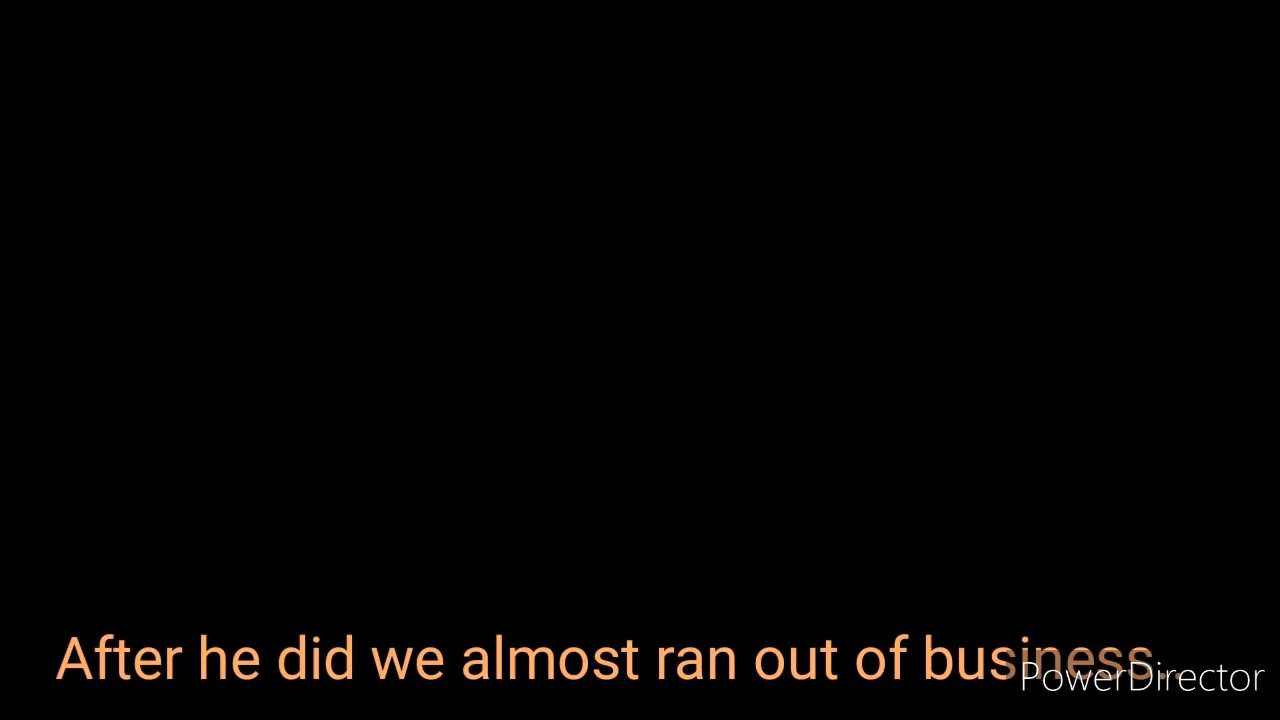 After he did we almost ran out of business..
PowerDirector